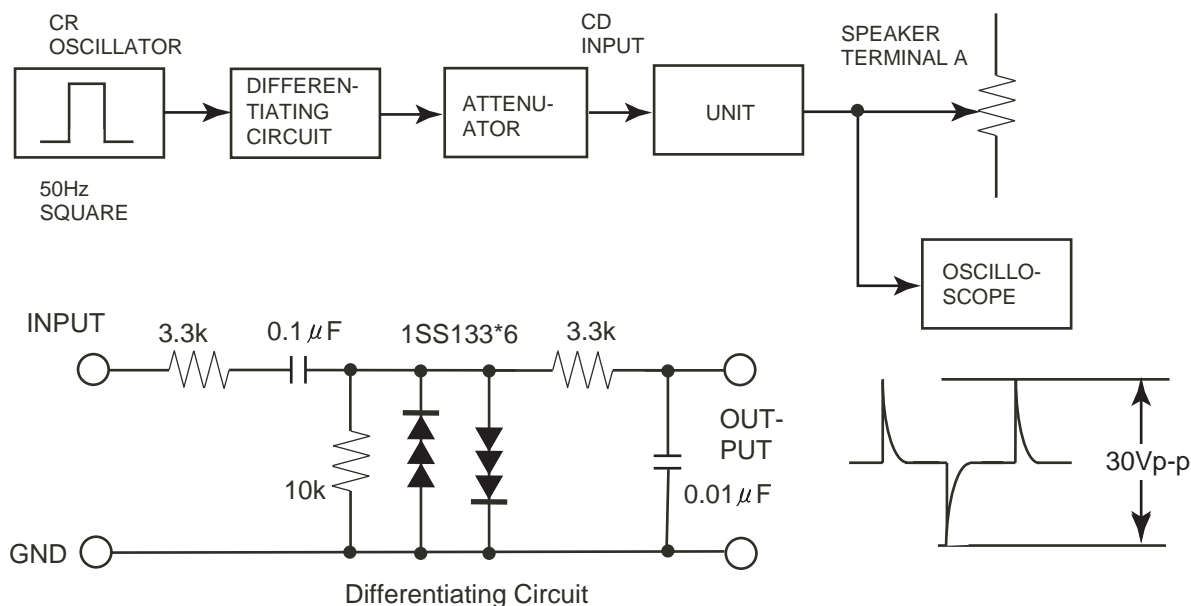 CR
OSCILLATOR
CD
INPUT
SPEAKER
TERMINAL A
DIFFEREN-
TIATING
CIRCUIT
ATTENU-
ATOR
UNIT
50Hz
SQUARE
OSCILLO-
SCOPE
INPUT
3.3k
0.1μF
1SS133*6
3.3k
OUT-
PUT
10k
0.01μF
30Vp-p
GND
Differentiating Circuit